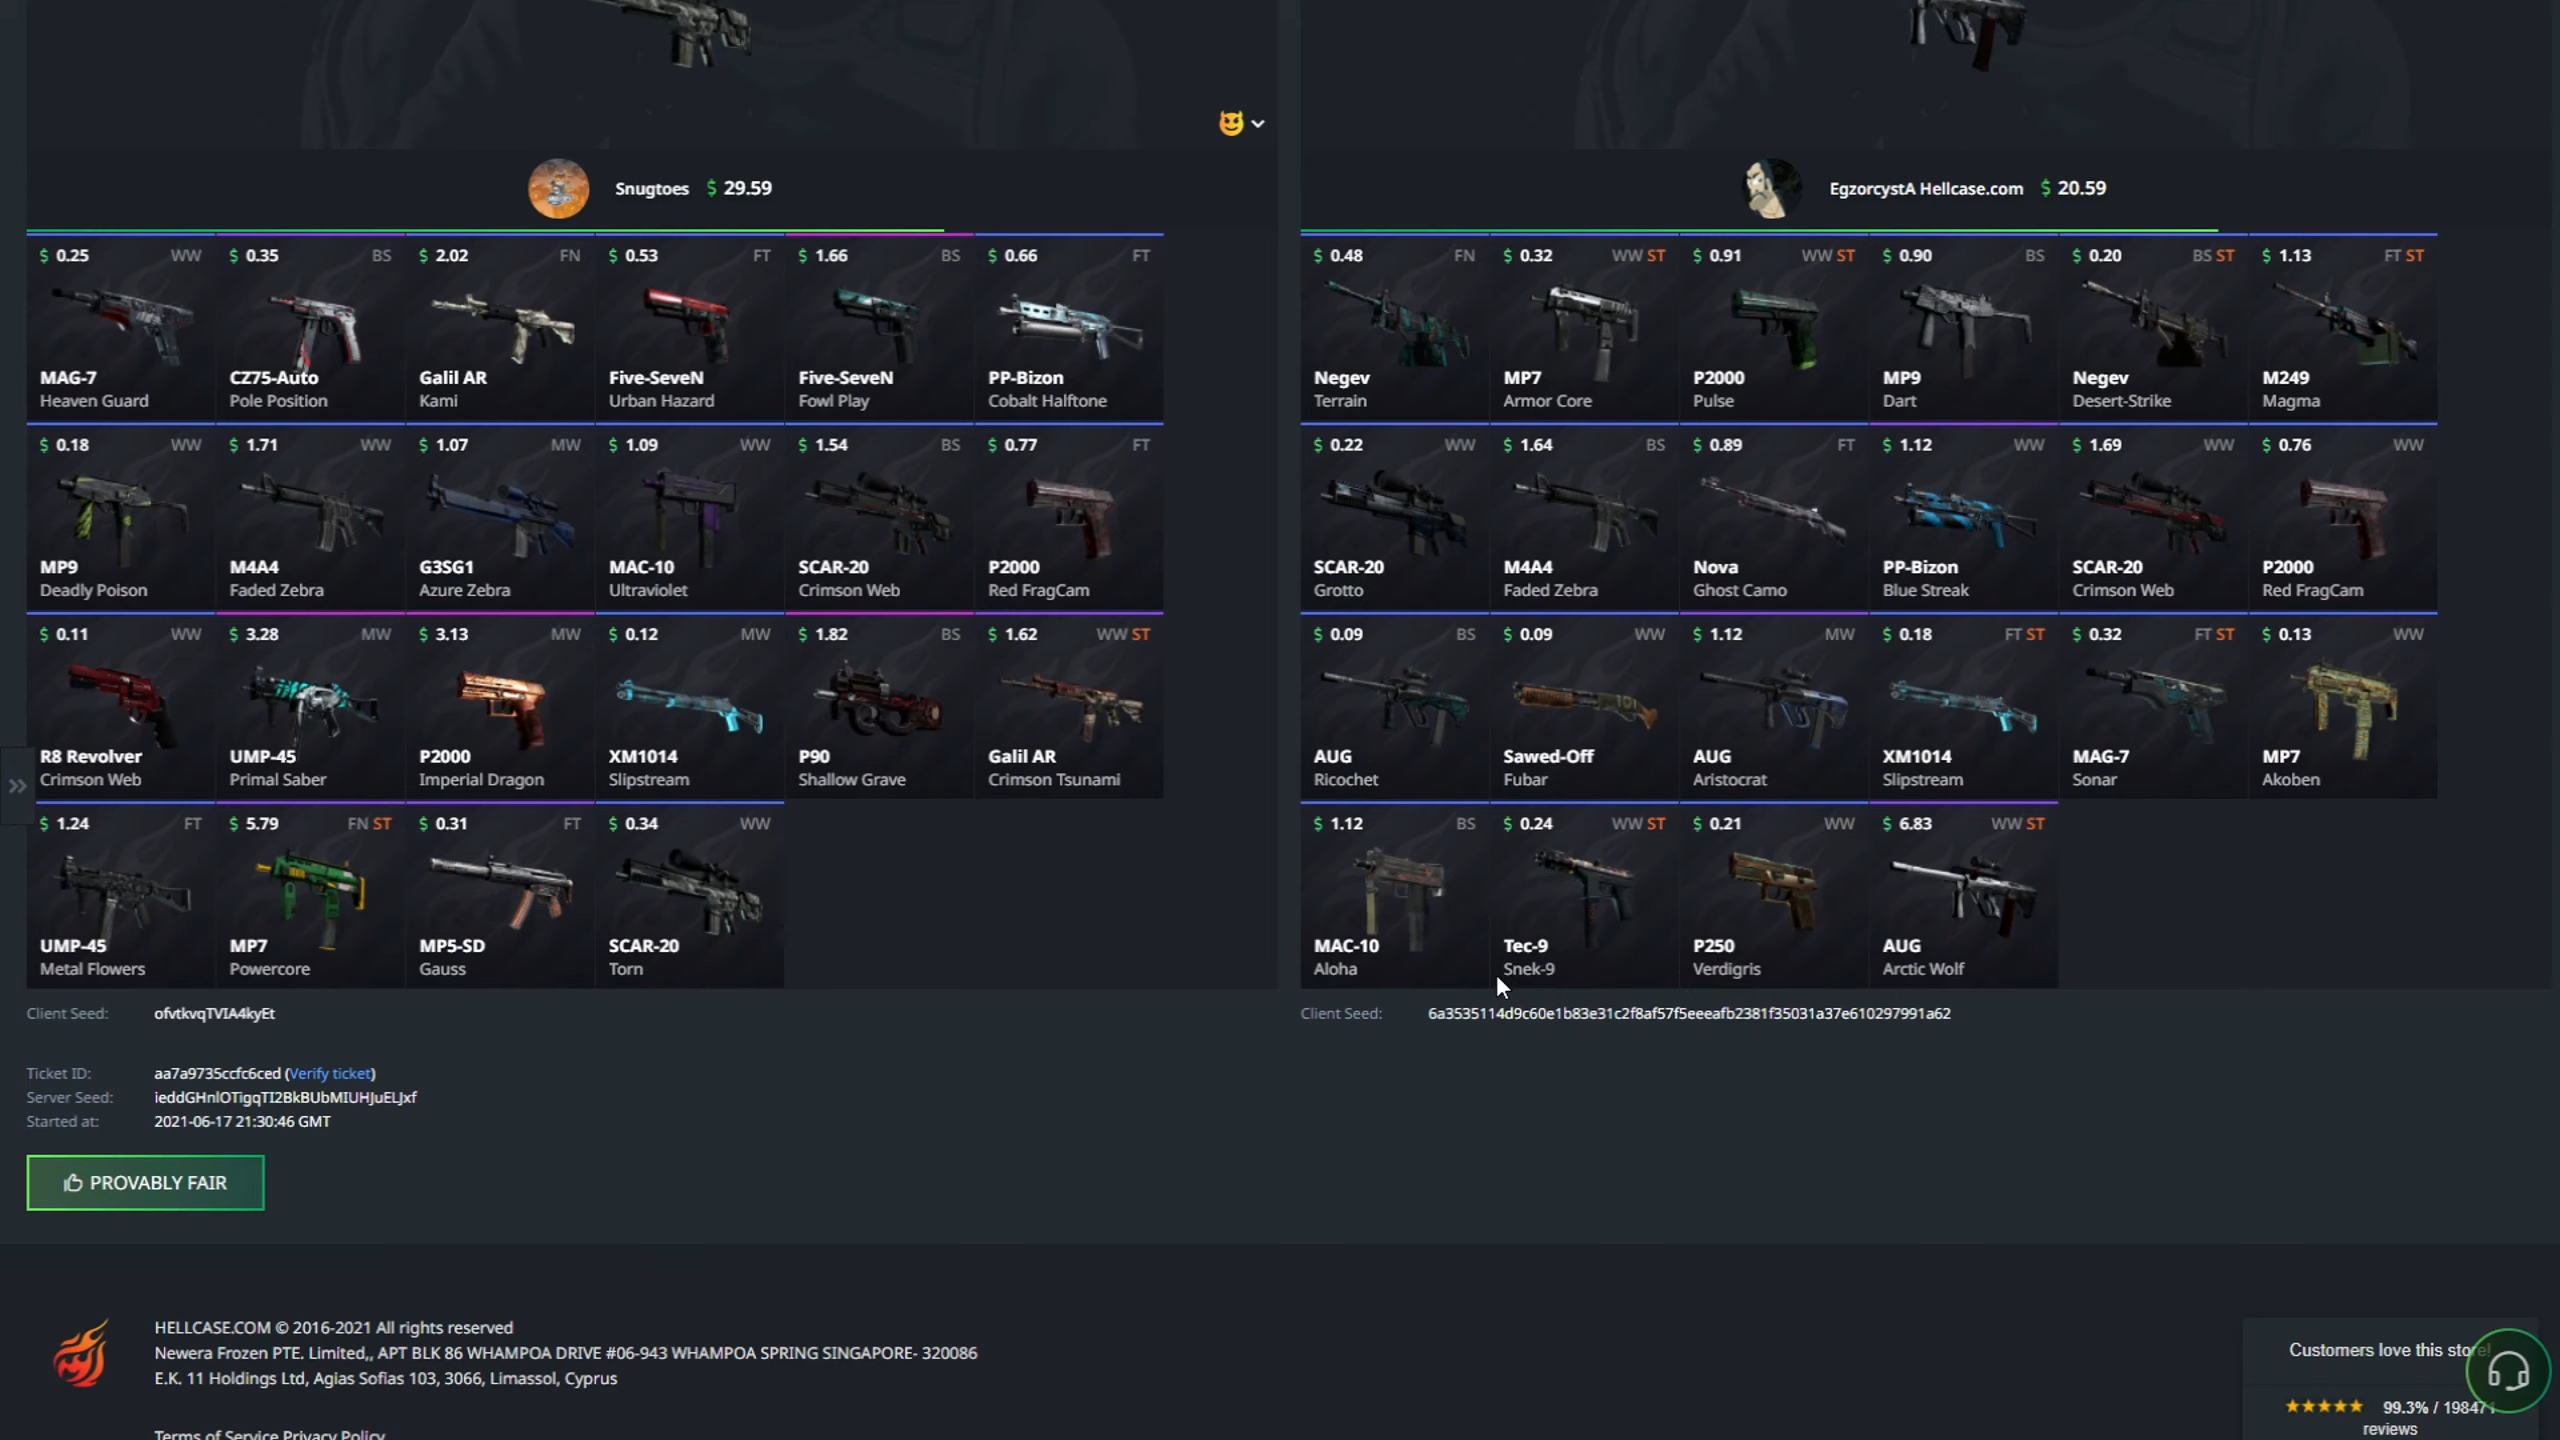 Snugtoes $ 29.59
$ 0.25 WW
MAG-7
Heaven Guard
$ 0.35 BS
CZ75-Auto
Pole Position
$ 2.02 FN
Galil AR
Kami
$ 0.53 FT
Five-SeveN
Urban Hazard
$ 1.66 BS
Five-SeveN
Fowl Play
$ 0.66 FT
PP-Bizon
Cobalt Halftone
$ 0.18 WW
MP9
Deadly Poison
$ 1.71 WW
M4A4
Faded Zebra
$ 1.07 MW
G3SG1
Azure Zebra
$ 1.09 WW
MAC-10
Ultraviolet
$ 1.54 BS
SCAR-20
Crimson Web
$ 0.77 FT
P2000
Red FragCam
$ 0.11 WW
R8 Revolver
Crimson Web
$ 3.28 MW
UMP-45
Primal Saber
$ 3.13 MW
P2000
Imperial Dragon
$ 0.12 MW
XM1014
Slipstream
$ 1.82 BS
P90
Shallow Grave
$ 1.62 WW ST
Galil AR
Crimson Tsunami
$ 1.24 FT
UMP-45
Metal Flowers
$ 5.79 FN ST
MP7
Powercore
$ 0.31 FT
MP5-SD
Gauss
$ 0.34 WW
SCAR-20
Torn
Client Seed: ofvtkvqTVIA4kyEt
EgzorcystA Hellcase.com $ 20.59
$ 0.48 FN
Negev
Terrain
$ 0.32 WW ST
MP7
Armor Core
$ 0.91 WW ST
P2000
Pulse
$ 0.90 BS
MP9
Dart
$ 0.20 BS ST
Negev
Desert-Strike
$ 1.13 FT ST
M249
Magma
$ 0.22 WW
SCAR-20
Grotto
$ 1.64 BS
M4A4
Faded Zebra
$ 0.89 FT
Nova
Ghost Camo
$ 1.12 WW
PP-Bizon
Blue Streak
$ 1.69 WW
SCAR-20
Crimson Web
$ 0.76 WW
P2000
Red FragCam
$ 0.09 BS
AUG
Ricochet
$ 0.09 WW
Sawed-Off
Fubar
$ 1.12 MW
AUG
Aristocrat
$ 0.18 FT ST
XM1014
Slipstream
$ 0.32 FT ST
MAG-7
Sonar
$ 0.13 WW
MP7
Akoben
$ 1.12 BS
MAC-10
Aloha
$ 0.24 WW ST
Tec-9
Snek-9
$ 0.21 WW
P250
Verdigris
$ 6.83 WW ST
AUG
Arctic Wolf
Client Seed: 6a3535114d9c60e1b83e31c2f8af57f5eeeafb2381f35031a37e610297991a62
Ticket ID: aa7a9735ccfc6ced (Verify ticket)
Server Seed: ieddGHnlOTigqTI2BkBUbMIUHJuELJxf
Started at: 2021-06-17 21:30:46 GMT
PROVABLY FAIR
HELLCASE.COM © 2016-2021 All rights reserved
Newera Frozen PTE. Limited,, APT BLK 86 WHAMPOA DRIVE #06-943 WHAMPOA SPRING SINGAPORE- 320086
E.K. 11 Holdings Ltd, Agias Sofias 103, 3066, Limassol, Cyprus
Terms of Service Privacy Policy
Customers love this store!
99.3% / 198471
reviews